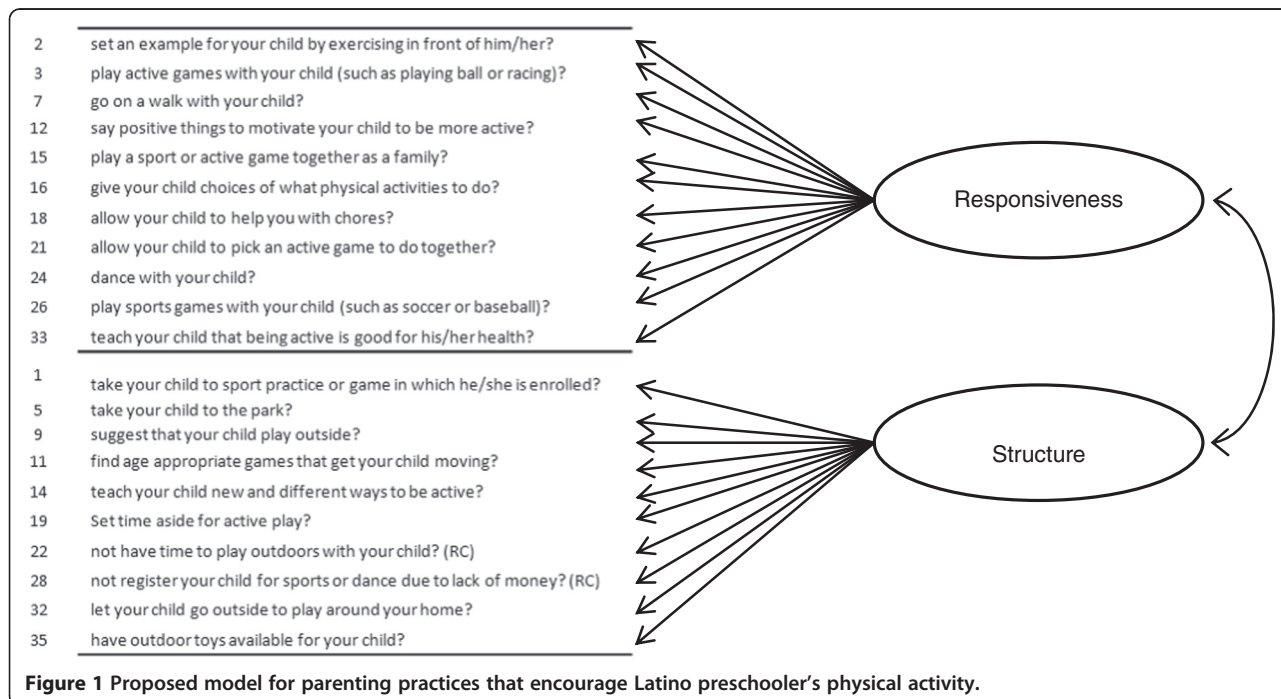 2 set an example for your child by exercising in front of him/her?
3 play active games with your child (such as playing ball or racing)?
7 go on a walk with your child?
12 say positive things to motivate your child to be more active?
15 play a sport or active game together as a family?
16 give your child choices of what physical activities to do?
18 allow your child to help you with chores?
21 allow your child to pick an active game to do together?
24 dance with your child?
26 play sports games with your child (such as soccer or baseball)?
33 teach your child that being active is good for his/her health?
Responsiveness
1 take your child to sport practice or game in which he/she is enrolled?
5 take your child to the park?
9 suggest that your child play outside?
11 find age appropriate games that get your child moving?
14 teach your child new and different ways to be active?
19 Set time aside for active play?
22 not have time to play outdoors with your child? (RC)
28 not register your child for sports or dance due to lack of money? (RC)
32 let your child go outside to play around your home?
35 have outdoor toys available for your child?
Structure
Figure 1 Proposed model for parenting practices that encourage Latino preschooler's physical activity.